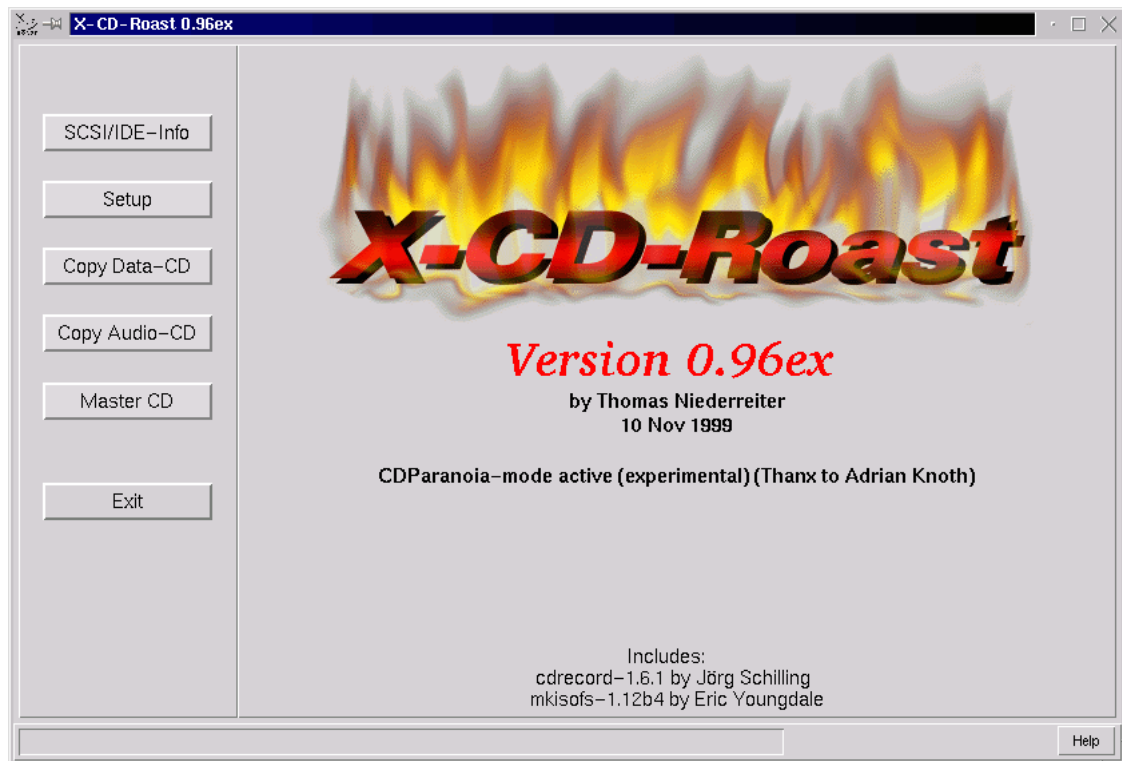 X-CD-Roast 0.96ex
SCSI/IDE-Info
Setup
Copy Data-CD
Copy Audio-CD
Master CD
Exit
X-CD-Roast
Version 0.96ex
by Thomas Niederreiter
10 Nov 1999
CDParanoia-mode active (experimental) (Thanx to Adrian Knoth)
Includes:
cdrecord-1.6.1 by Jörg Schilling
mkisofs-1.12b4 by Eric Youngdale
Help